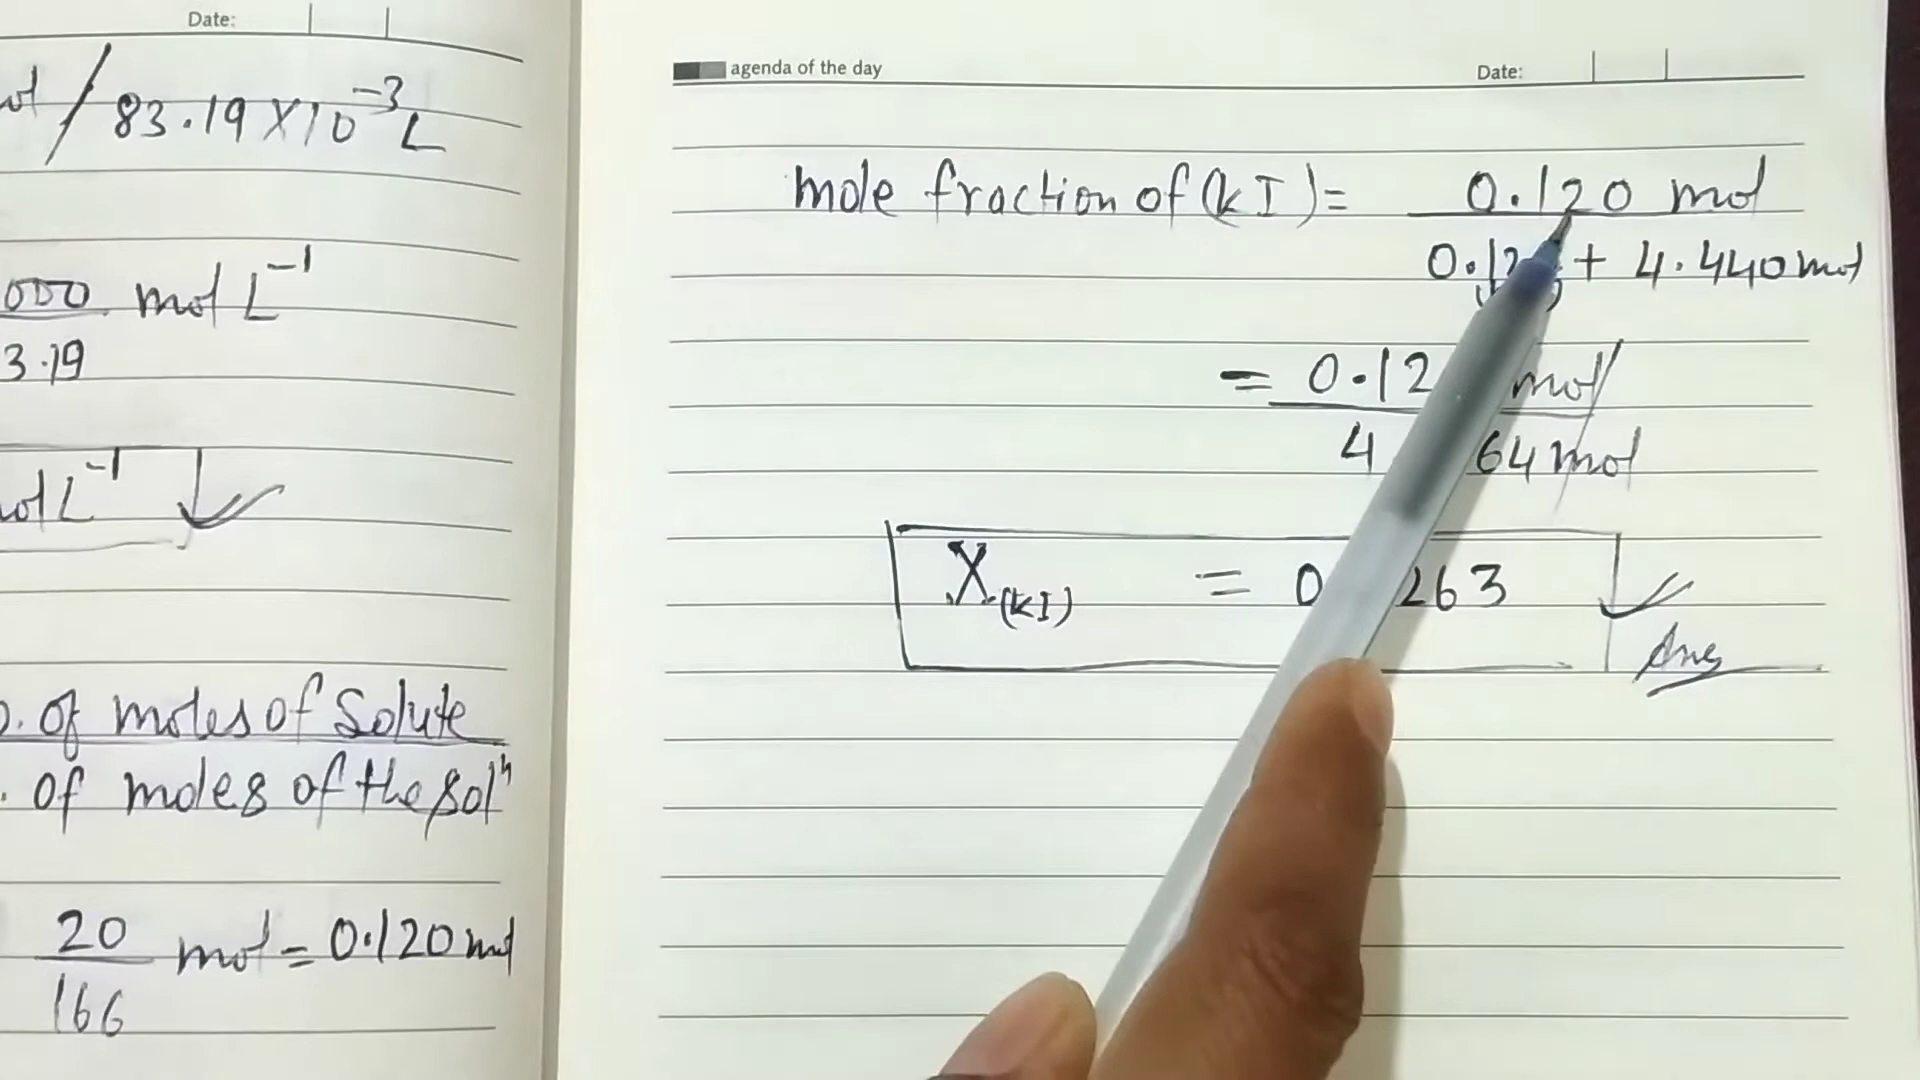 Date:
/ 83.19 X 10⁻³ L
000 mol L⁻¹
3.19
mol L⁻¹
. of moles of Solute
. of moles of the solⁿ
20 mol = 0.120 mol
166
agenda of the day
Date:
mole fraction of (kI) = 0.120 mol
+ 4.440 mol
= 0.12 mol
4 64 mol
X(kI) = 0 263
Ans